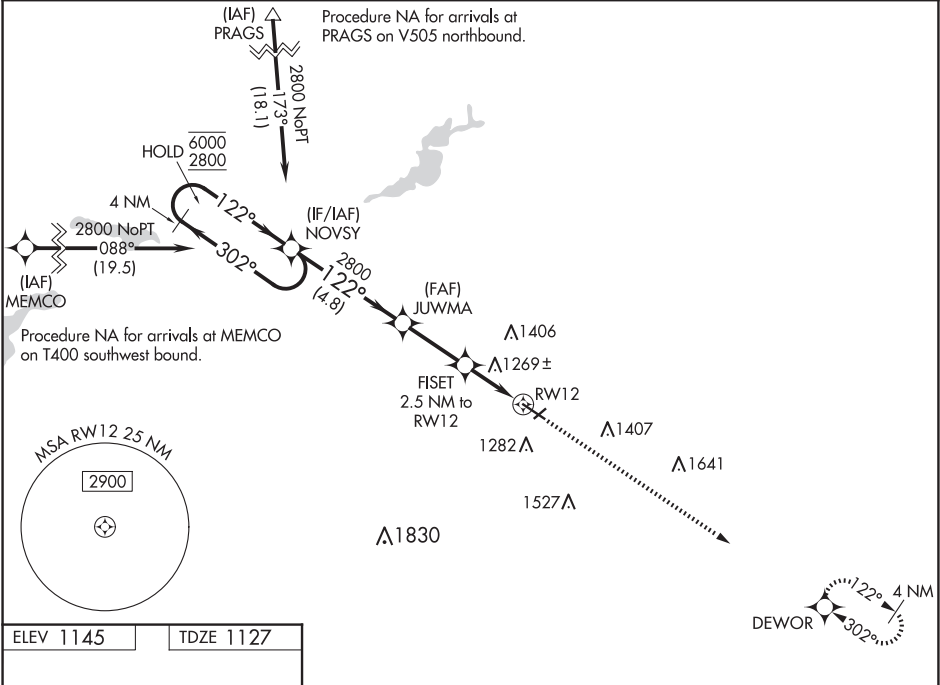 (IAF)
PRAGS
Procedure NA for arrivals at
PRAGS on V505 northbound.
2800 NoPT
173°
(18.1)
HOLD
6000
2800
4 NM
122°
302°
(IF/IAF)
NOVSY
2800 NoPT
088°
(19.5)
(IAF)
MEMCO
2800
122°
(4.8)
(FAF)
JUWMA
Procedure NA for arrivals at MEMCO
on T400 southwest bound.
1406
1269±
FISET
2.5 NM to
RW12
RW12
1282
1407
1641
1527
1830
MSA RW12 25 NM
2900
122°
4 NM
DEWOR
302°
ELEV 1145
TDZE 1127